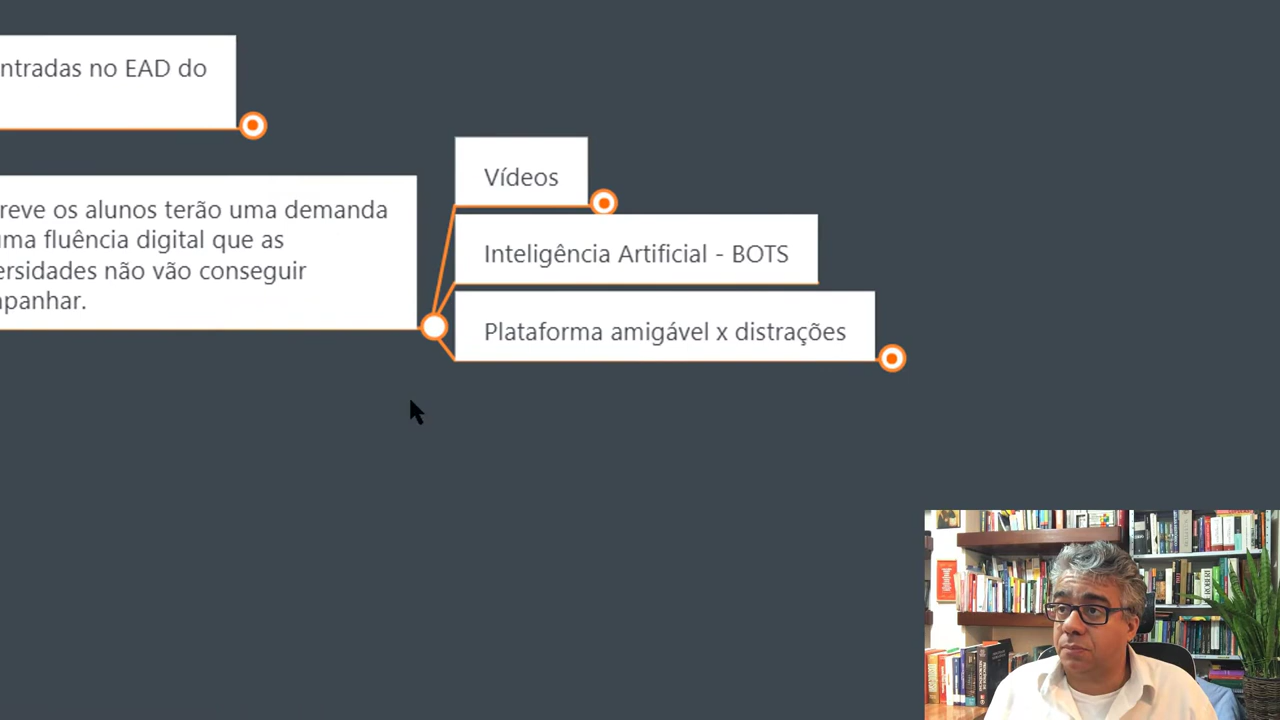 ntradas no EAD do
reve os alunos terão uma demanda
uma fluência digital que as
ersidades não vão conseguir
panhar.
Vídeos
Inteligência Artificial - BOTS
Plataforma amigável x distrações